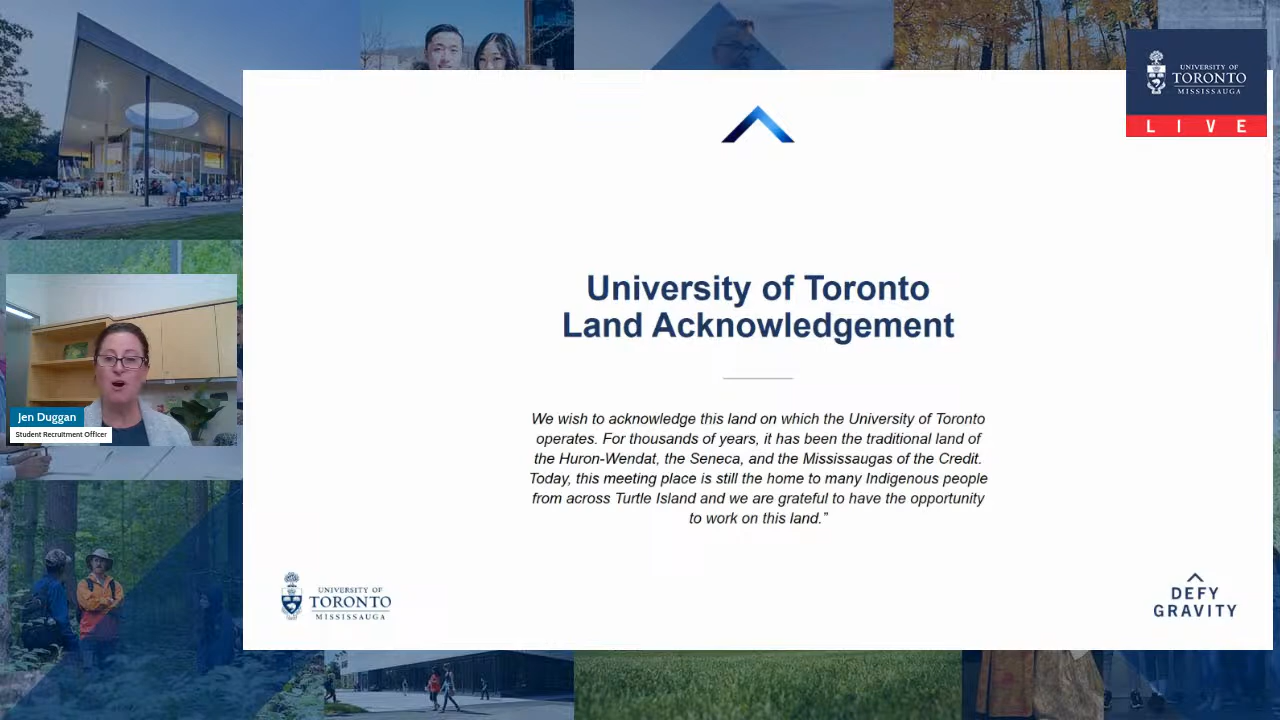 UNIVERSITY OF
TORONTO
MISSISSAUGA
LIVE
University of Toronto
Land Acknowledgement
We wish to acknowledge this land on which the University of Toronto
operates. For thousands of years, it has been the traditional land of
the Huron-Wendat, the Seneca, and the Mississaugas of the Credit.
Today, this meeting place is still the home to many Indigenous people
from across Turtle Island and we are grateful to have the opportunity
to work on this land.”
Jen Duggan
Student Recruitment Officer
UNIVERSITY OF
TORONTO
MISSISSAUGA
DEFY
GRAVITY